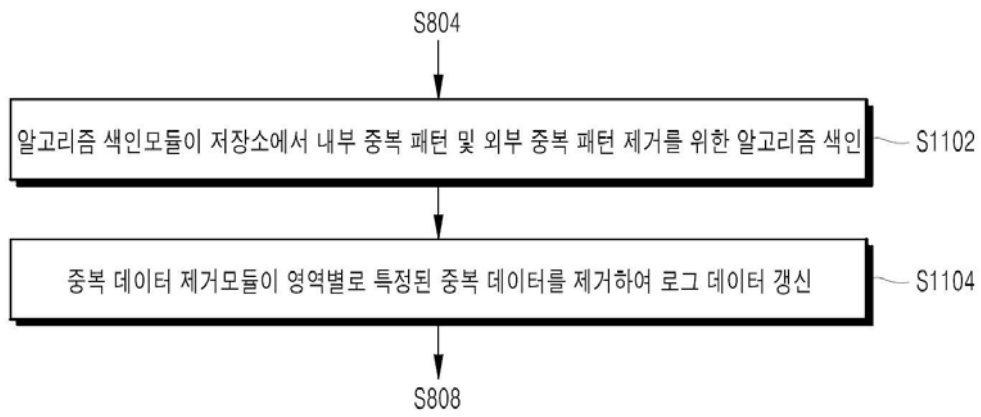 S804
알고리즘 색인모듈이 저장소에서 내부 중복 패턴 및 외부 중복 패턴 제거를 위한 알고리즘 색인
S1102
중복 데이터 제거모듈이 영역별로 특정된 중복 데이터를 제거하여 로그 데이터 갱신
S1104
S808